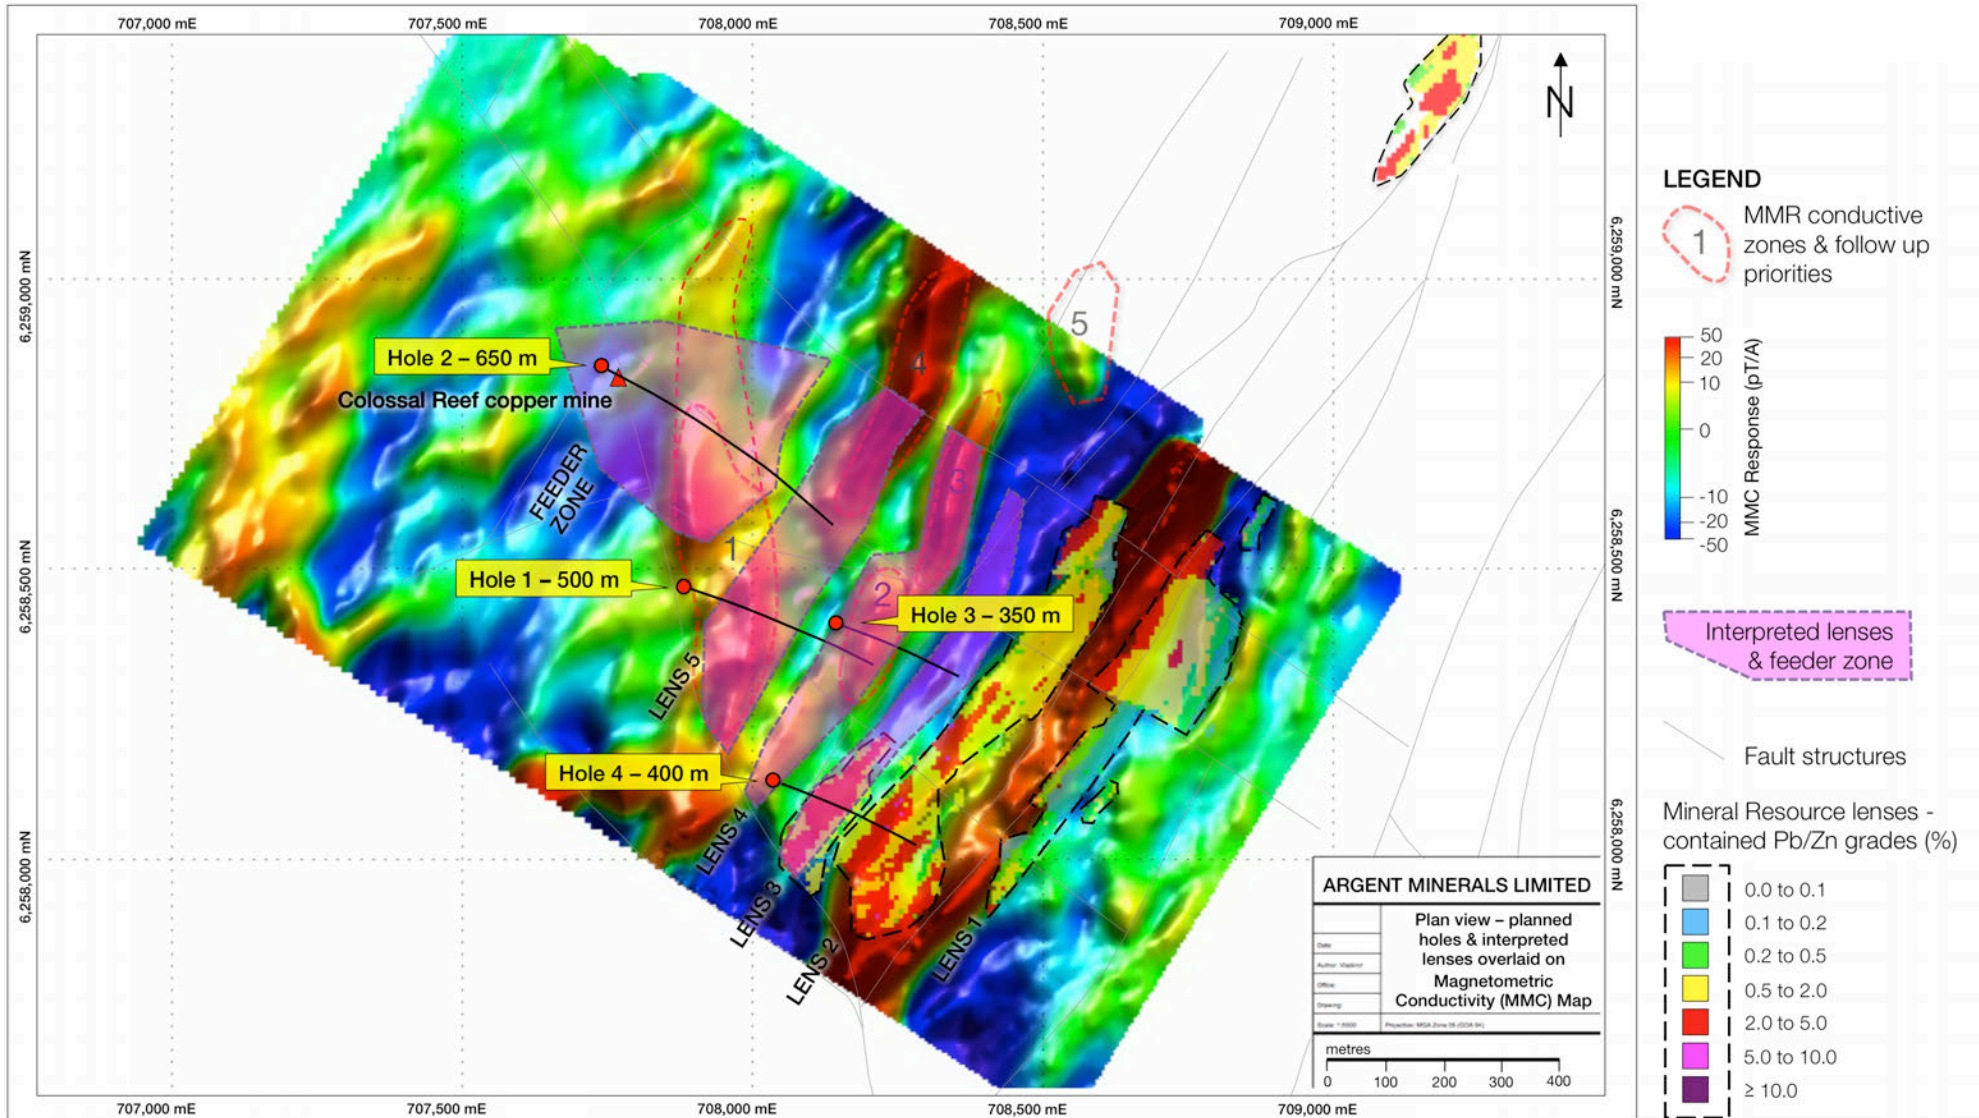 707,000 mE
707,500 mE
708,000 mE
708,500 mE
709,000 mE
N
6,259,000 mN
6,259,000 mN
5
4
Hole 2 – 650 m
Colossal Reef copper mine
FEEDER
ZONE
3
1
6,258,500 mN
6,258,500 mN
Hole 1 – 500 m
2
Hole 3 – 350 m
LENS 5
Hole 4 – 400 m
LENS 4
LENS 3
LENS 2
LENS 1
6,258,000 mN
6,258,000 mN
ARGENT MINERALS LIMITED
Plan view – planned
holes & interpreted
lenses overlaid on
Magnetometric
Conductivity (MMC) Map
Date:
Author: Vladimir
Office:
Drawing:
Scale: 1:5000
metres
0 100 200 300 400
707,000 mE
707,500 mE
708,000 mE
708,500 mE
709,000 mE
LEGEND
1
MMR conductive
zones & follow up
priorities
50
20
10
0
-10
-20
-50
MMC Response (pT/A)
Interpreted lenses
& feeder zone
Fault structures
Mineral Resource lenses -
contained Pb/Zn grades (%)
0.0 to 0.1
0.1 to 0.2
0.2 to 0.5
0.5 to 2.0
2.0 to 5.0
5.0 to 10.0
≥ 10.0